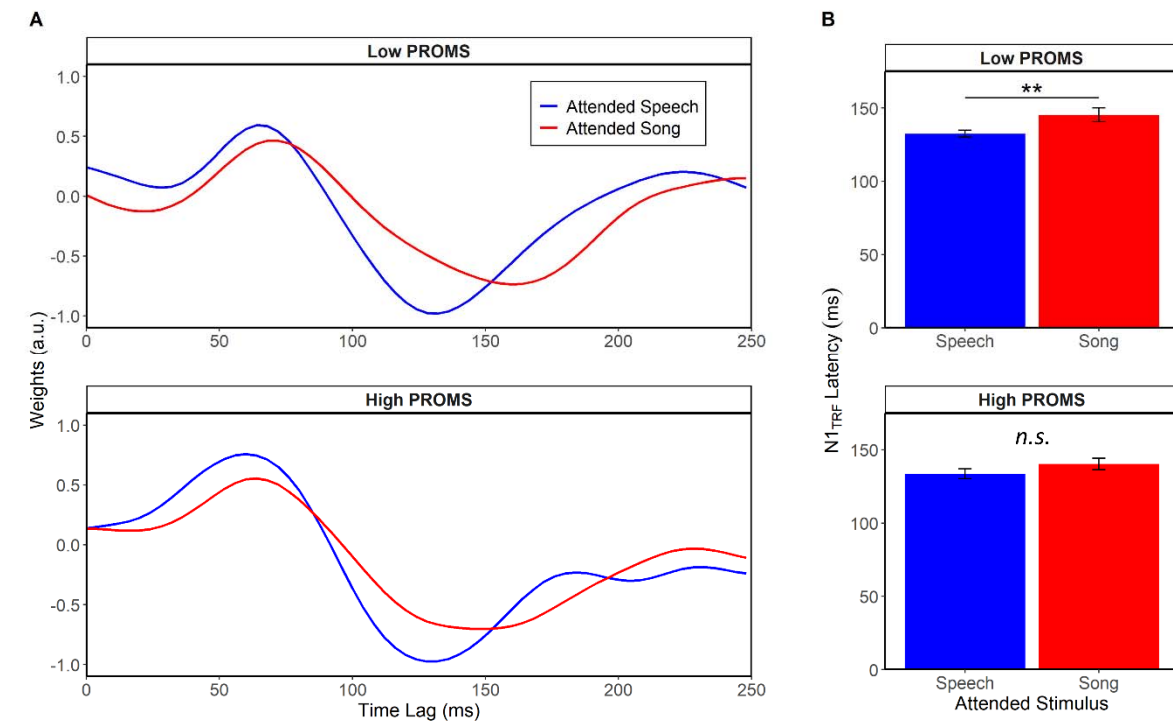 A
Low PROMS
1.0
0.5
0.0
-0.5
-1.0
Attended Speech
Attended Song
0 50 100 150 200 250
High PROMS
1.0
0.5
0.0
-0.5
-1.0
0 50 100 150 200 250
Weights (a.u.)
Time Lag (ms)
B
Low PROMS
**
150
100
50
0
Speech Song
High PROMS
n.s.
150
100
50
0
Speech Song
N1TRF Latency (ms)
Attended Stimulus